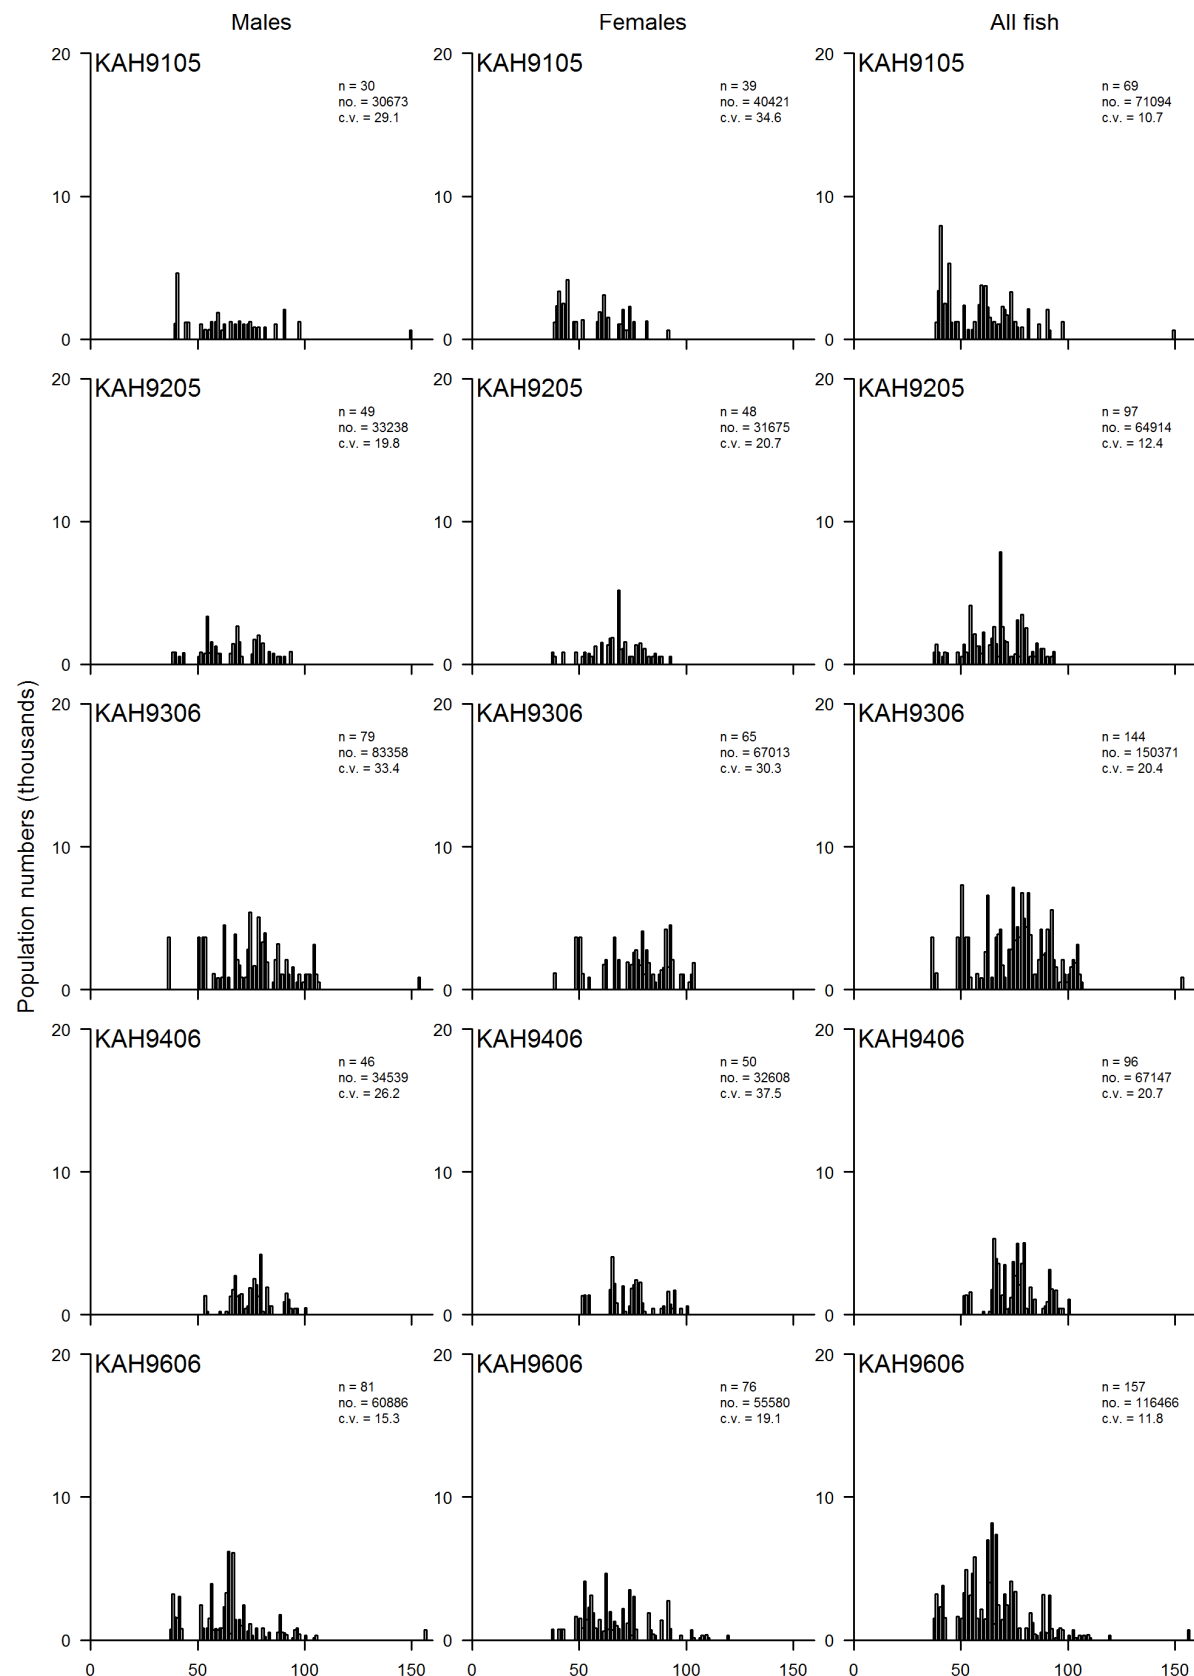 Males Females All fish
20 KAH9105 20 KAH9105 20 KAH9105
n = 30 n = 39 n = 69
no. = 30673 no. = 40421 no. = 71094
c.v. = 29.1 c.v. = 34.6 c.v. = 10.7
10 10 10
0 0 0
20 KAH9205 20 KAH9205 20 KAH9205
n = 49 n = 48 n = 97
no. = 33238 no. = 31675 no. = 64914
c.v. = 19.8 c.v. = 20.7 c.v. = 12.4
10 10 10
0 0 0
Population numbers (thousands)
20 KAH9306 20 KAH9306 20 KAH9306
n = 79 n = 65 n = 144
no. = 83358 no. = 67013 no. = 150371
c.v. = 33.4 c.v. = 30.3 c.v. = 20.4
10 10 10
0 0 0
20 KAH9406 20 KAH9406 20 KAH9406
n = 46 n = 50 n = 96
no. = 34539 no. = 32608 no. = 67147
c.v. = 26.2 c.v. = 37.5 c.v. = 20.7
10 10 10
0 0 0
20 KAH9606 20 KAH9606 20 KAH9606
n = 81 n = 76 n = 157
no. = 60886 no. = 55580 no. = 116466
c.v. = 15.3 c.v. = 19.1 c.v. = 11.8
10 10 10
0 0 0
0 50 100 150 0 50 100 150 0 50 100 150